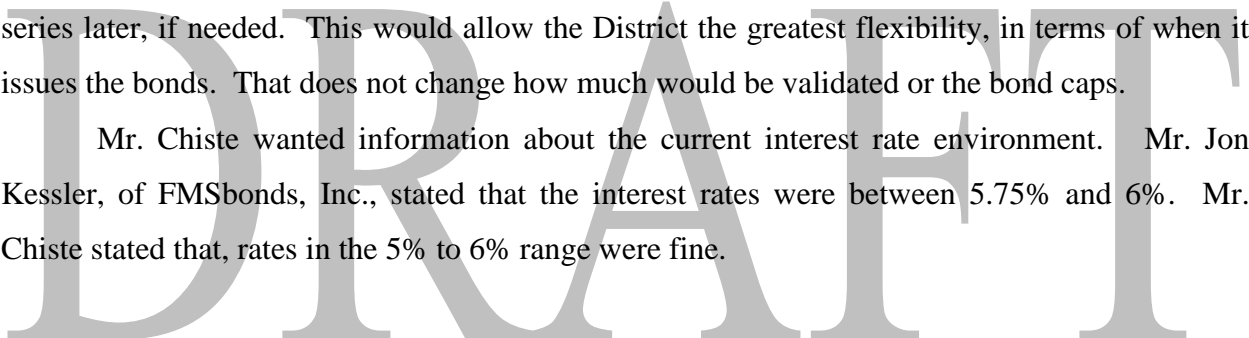 series later, if needed. This would allow the District the greatest flexibility, in terms of when it
issues the bonds. That does not change how much would be validated or the bond caps.
Mr. Chiste wanted information about the current interest rate environment. Mr. Jon
Kessler, of FMSbonds, Inc., stated that the interest rates were between 5.75% and 6%. Mr.
Chiste stated that, rates in the 5% to 6% range were fine.
DRAFT